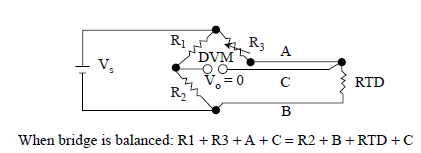 R1
R3
A
DVM
Vs
Vo = 0
C
RTD
R2
B
When bridge is balanced: R1 + R3 + A + C = R2 + B + RTD + C